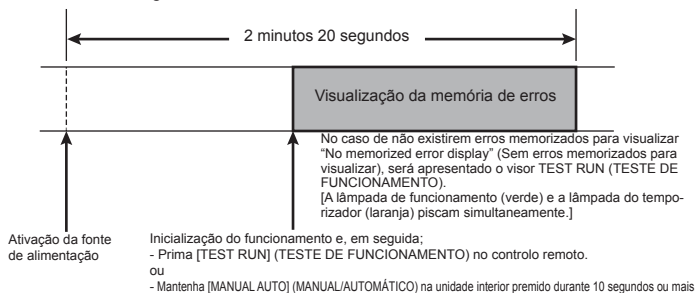 2 minutos 20 segundos
Visualização da memória de erros
No caso de não existirem erros memorizados para visualizar
“No memorized error display” (Sem erros memorizados para
visualizar), será apresentado o visor TEST RUN (TESTE DE
FUNCIONAMENTO).
[A lâmpada de funcionamento (verde) e a lâmpada do tempo-
rizador (laranja) piscam simultaneamente.]
Ativação da fonte
de alimentação
Inicialização do funcionamento e, em seguida;
- Prima [TEST RUN] (TESTE DE FUNCIONAMENTO) no controlo remoto.
ou
- Mantenha [MANUAL AUTO] (MANUAL/AUTOMÁTICO) na unidade interior premido durante 10 segundos ou mais